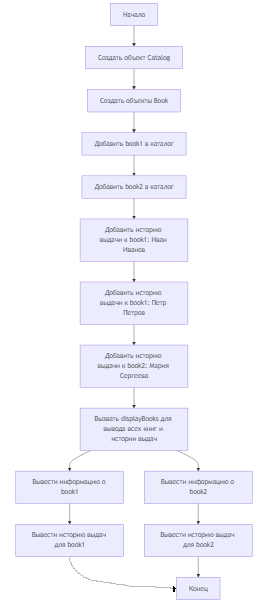 Начало
Создать объект Catalog
Создать объекты Book
Добавить book1 в каталог
Добавить book2 в каталог
Добавить историю
выдачи к book1: Иван
Иванов
Добавить историю
выдачи к book1: Петр
Петров
Добавить историю
выдачи к book2: Мария
Сергеева
Вызвать displayBooks для
вывода всех книг и
истории выдач
Вывести информацию о
book1
Вывести информацию о
book2
Вывести историю выдач
для book1
Вывести историю выдач
для book2
Конец